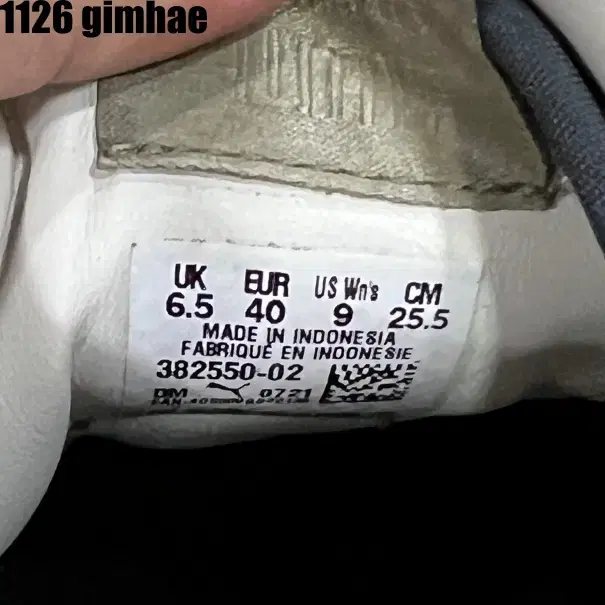 1126 gimhae
UK EUR US Wn's CM
6.5 40 9 25.5
MADE IN INDONESIA
FABRIQUÉ EN INDONESIE
382550-02
DM 0721